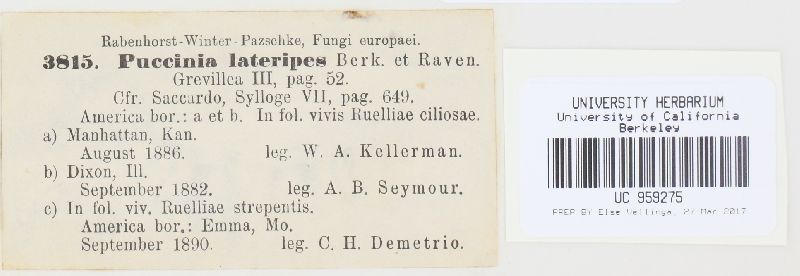 Rabenhorst-Winter-Pazschke, Fungi europaei.
3815. Puccinia lateripes Berk. et Raven.
Grevillea III, pag. 52.
Cfr. Saccardo, Sylloge VII, pag. 649.
America bor.: a et b. In fol. vivis Ruelliae ciliosae.
a) Manhattan, Kan.
August 1886. leg. W. A. Kellerman.
b) Dixon, Ill.
September 1882. leg. A. B. Seymour.
c) In fol. viv. Ruelliae strepentis.
America bor.: Emma, Mo.
September 1890. leg. C. H. Demetrio.
UNIVERSITY HERBARIUM
University of California
Berkeley
UC 959275
PREP BY Else Vellinga, 27 Mar 2017